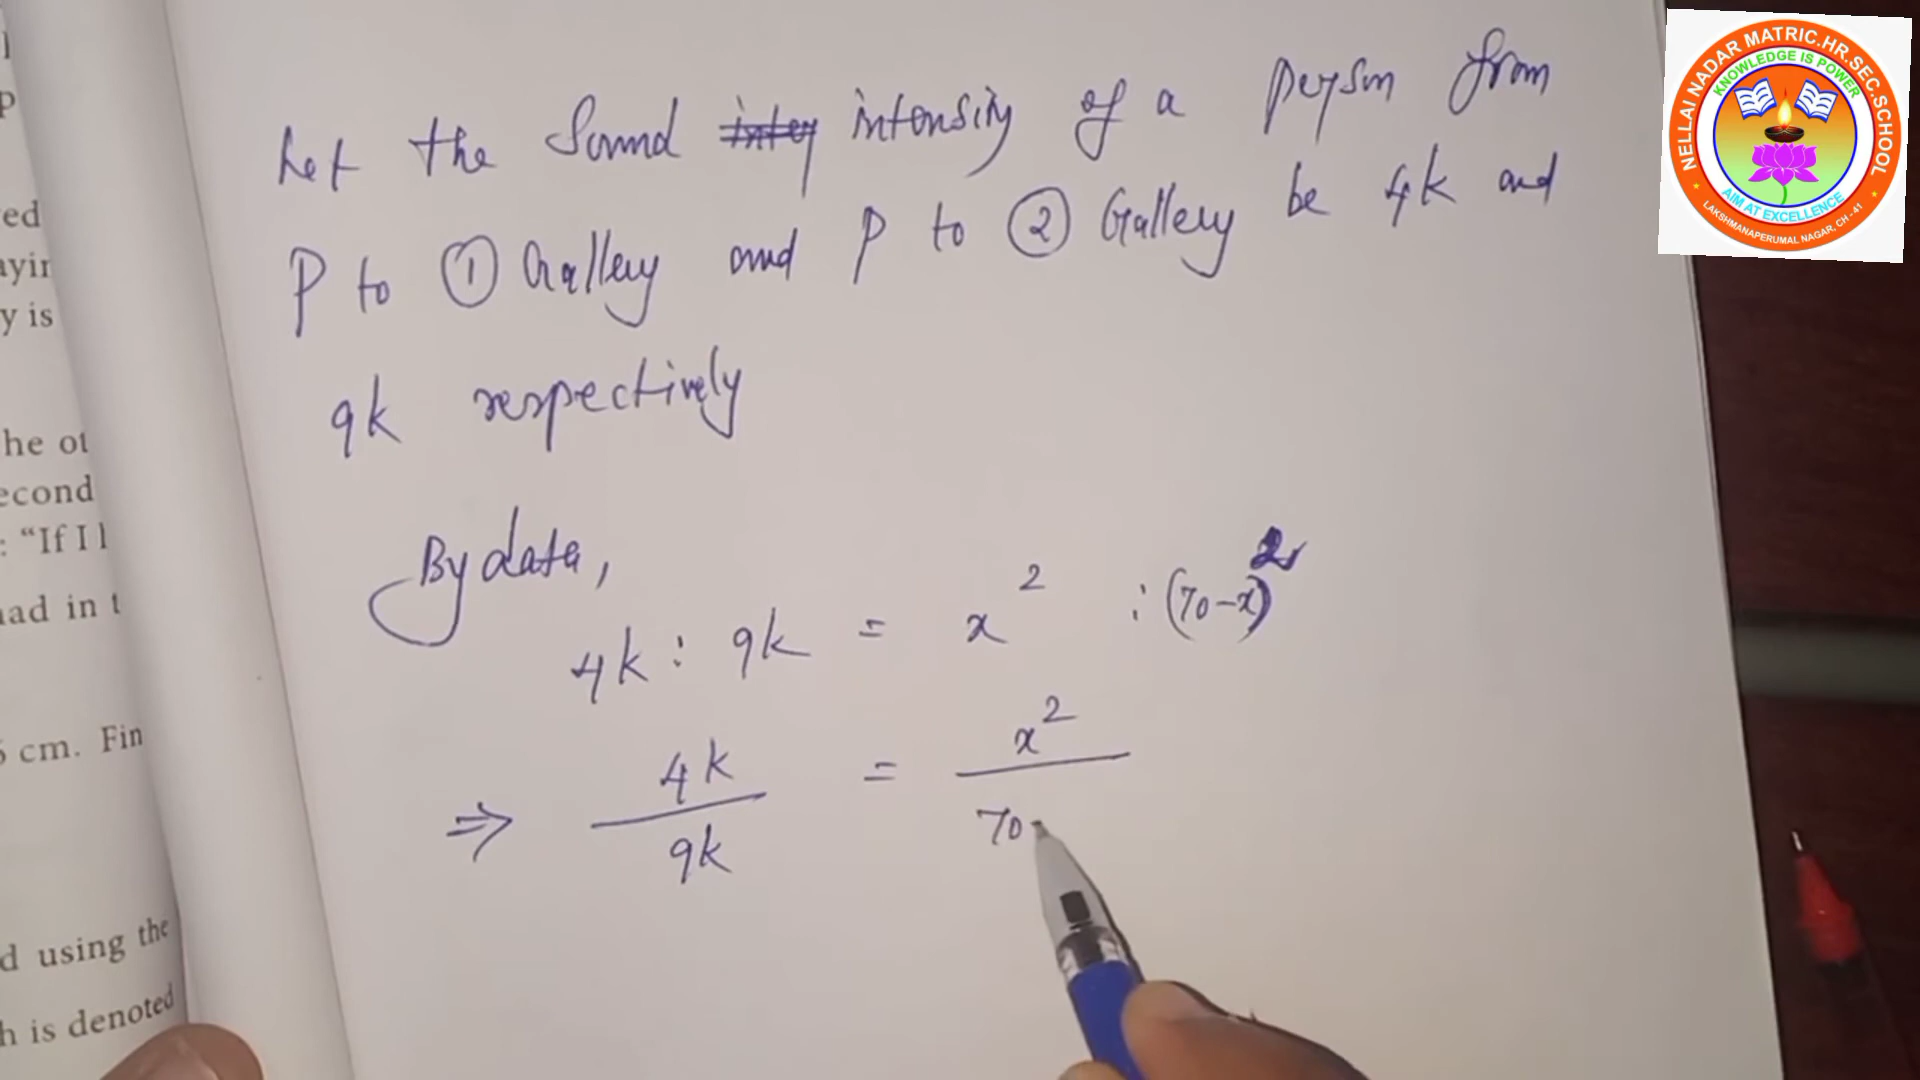 Let the Sound intensity of a person from
P to ① Gallery and P to ② Gallery be 4k and
9k respectively
By data,
4k : 9k = x² : (70-x)²
⇒ 4k/9k = x²/70
ed
ayin
y is
he ot
econd
: “If I l
ad in t
cm. Fin
d using the
h is denoted
NELLAI NADAR MATRIC.HR.SEC.SCHOOL
KNOWLEDGE IS POWER
AIM AT EXCELLENCE
LAKSHMANAPERUMAL NAGAR, CH - 41